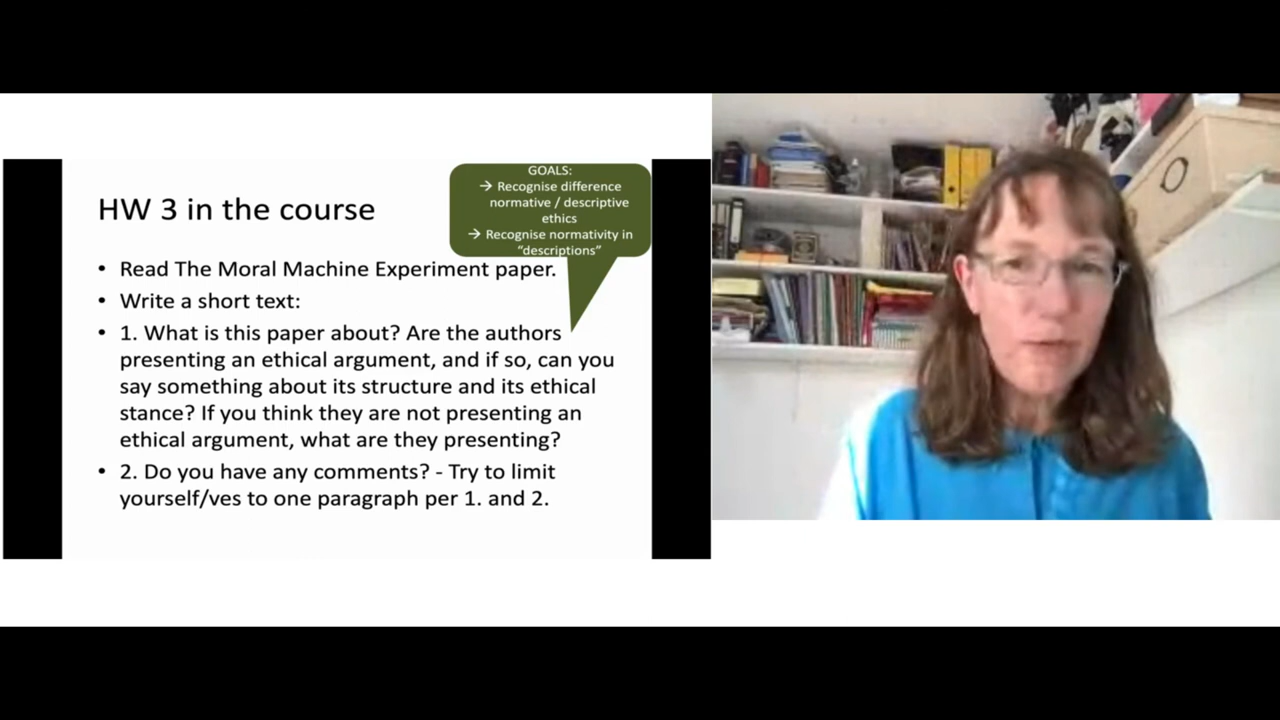 GOALS:
→ Recognise difference
normative / descriptive
ethics
→ Recognise normativity in
“descriptions”
HW 3 in the course
• Read The Moral Machine Experiment paper.
• Write a short text:
• 1. What is this paper about? Are the authors
presenting an ethical argument, and if so, can you
say something about its structure and its ethical
stance? If you think they are not presenting an
ethical argument, what are they presenting?
• 2. Do you have any comments? - Try to limit
yourself/ves to one paragraph per 1. and 2.